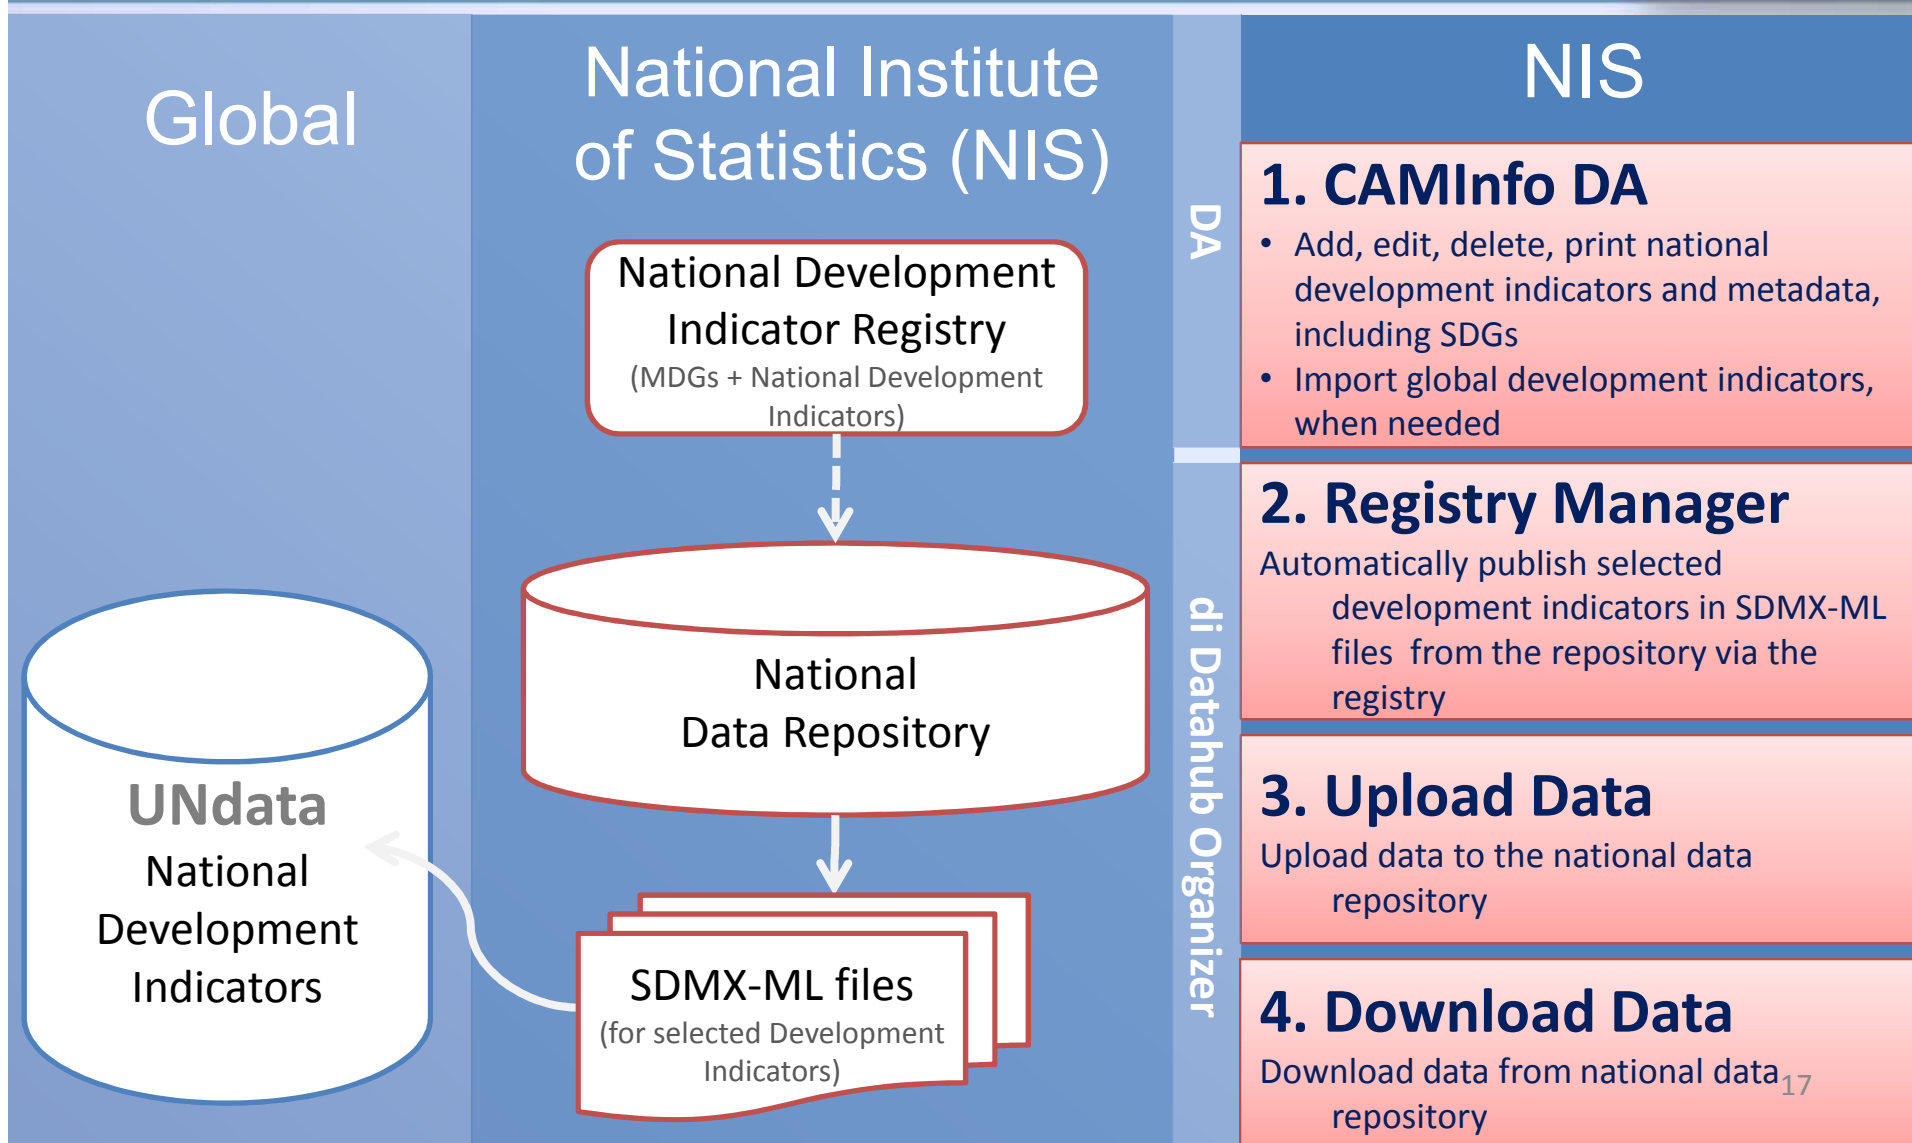 Global
National Institute
of Statistics (NIS)
National Development
Indicator Registry
(MDGs + National Development
Indicators)
National
Data Repository
UNdata
National
Development
Indicators
SDMX-ML files
(for selected Development
Indicators)
DA
di Datahub Organizer
NIS
1. CAMInfo DA
• Add, edit, delete, print national
development indicators and metadata,
including SDGs
• Import global development indicators,
when needed
2. Registry Manager
Automatically publish selected
development indicators in SDMX-ML
files from the repository via the
registry
3. Upload Data
Upload data to the national data
repository
4. Download Data
Download data from national data
repository
17